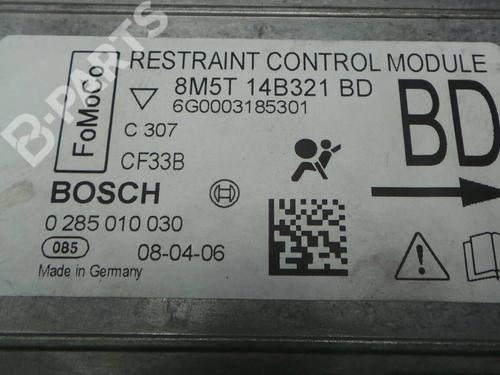 B-PARTS
RESTRAINT CONTROL MODULE
FoMoCo
8M5T 14B321 BD
6G0003185301
C 307
CF33B
BD
BOSCH
0 285 010 030
085
08-04-06
Made in Germany